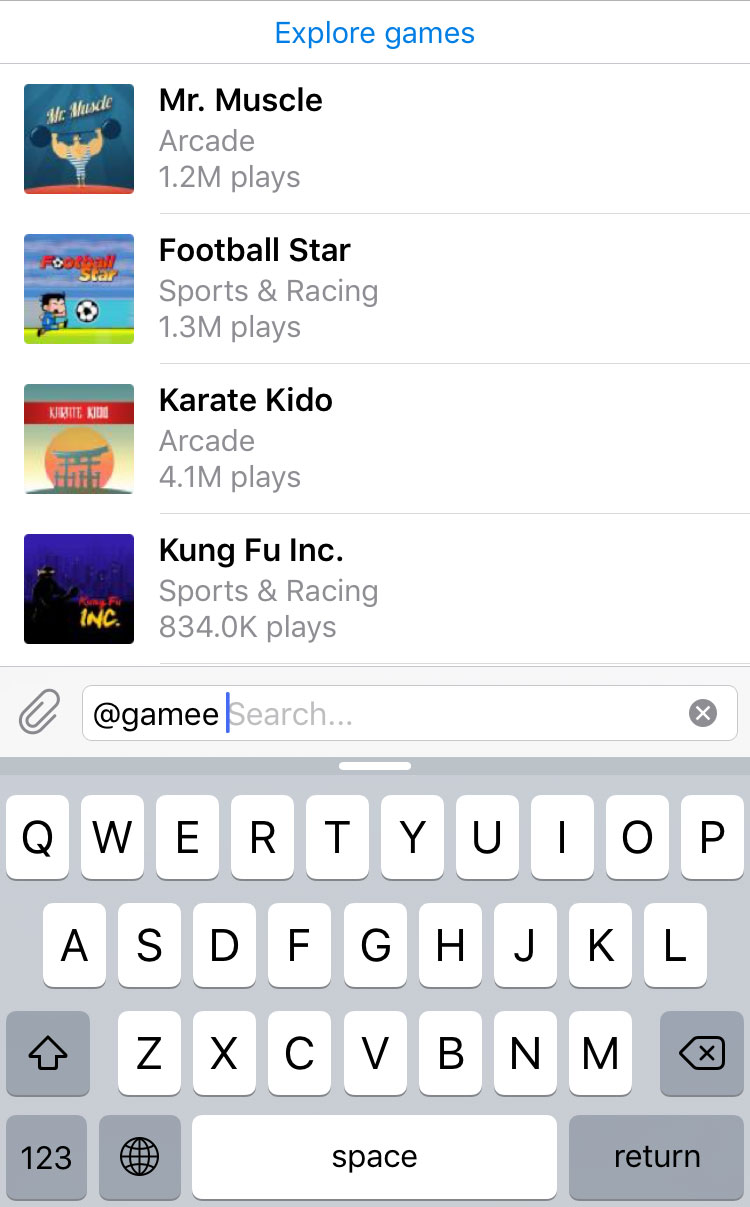 Explore games
Mr. Muscle
Mr. Muscle
Arcade
1.2M plays
Football
Star
Football Star
Sports & Racing
1.3M plays
KARATE KIDO
Karate Kido
Arcade
4.1M plays
Kung Fu
INC.
Kung Fu Inc.
Sports & Racing
834.0K plays
@gamee Search...
Q W E R T Y U I O P
A S D F G H J K L
Z X C V B N M
123 space return